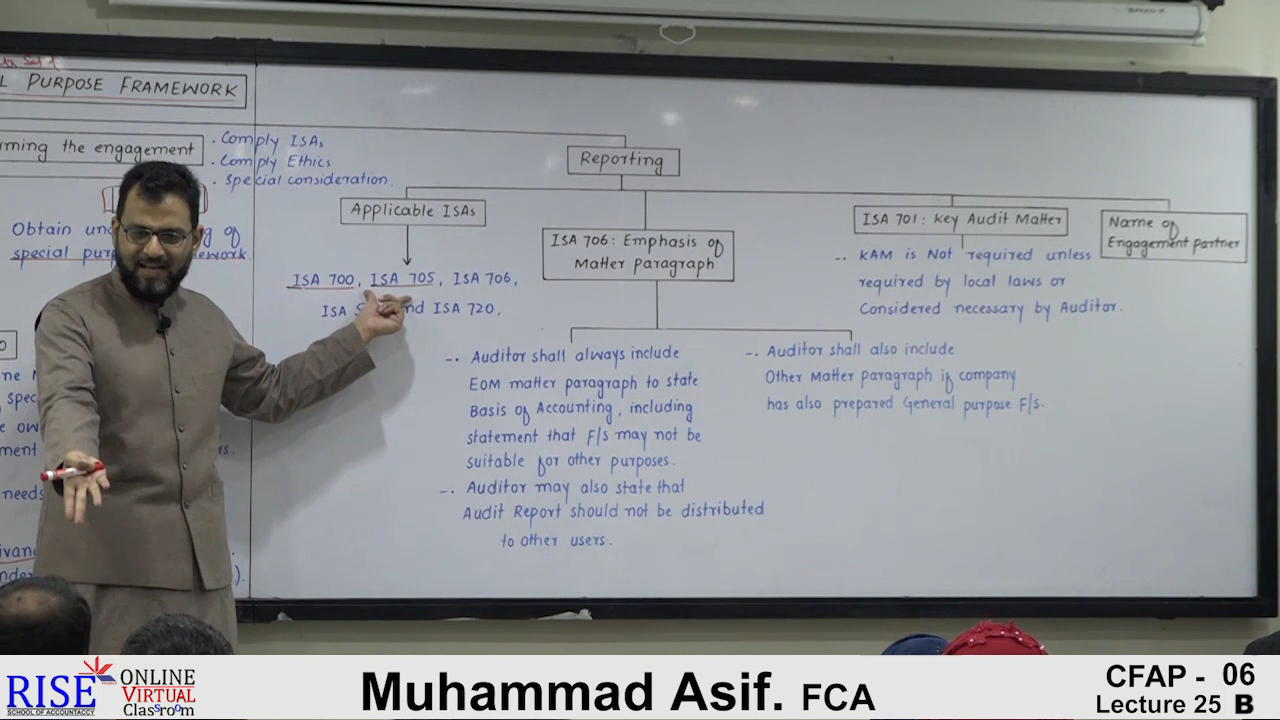 PURPOSE FRAMEWORK
the engagement
. Comply ISAs
. Comply Ethics
. Special consideration.
Reporting
Applicable ISAs
ISA 700, ISA 705, ISA 706,
ISA and ISA 720.
ISA 706: Emphasis of
Matter paragraph
ISA 701: Key Audit Matter
Name of
Engagement partner
-. KAM is Not required unless
required by local laws or
Considered necessary by Auditor.
-. Auditor shall always include
EOM matter paragraph to state
Basis of Accounting, including
statement that F/s may not be
suitable for other purposes.
-. Auditor may also state that
Audit Report should not be distributed
to other users.
-. Auditor shall also include
Other Matter paragraph if company
has also prepared General purpose F/s.
Obtain of
special
needs
RISE
SCHOOL OF ACCOUNTACCY
ONLINE
VIRTUAL
Classroom
Muhammad Asif. FCA
CFAP - 06
Lecture 25 B